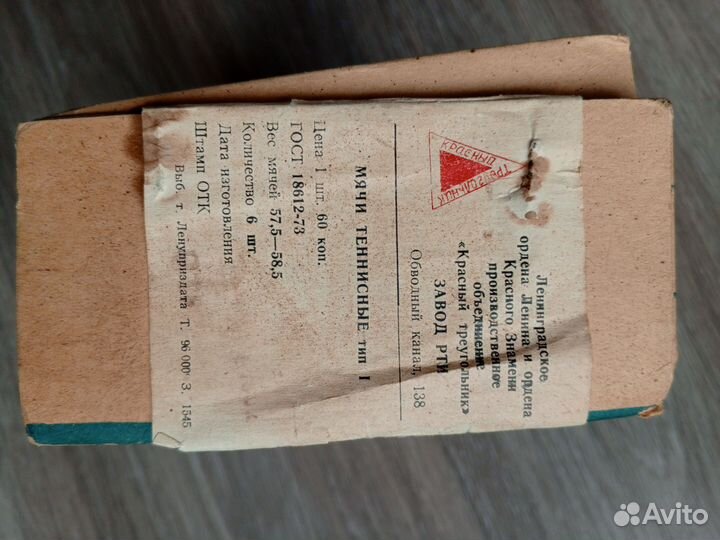 КРАСНЫЙ
ТРЕУГОЛЬНИК
Ленинградское
ордена Ленина и ордена
Красного Знамени
производственное
объединение
«Красный треугольник»
ЗАВОД РТИ
Обводный канал, 138
МЯЧИ ТЕННИСНЫЕ тип I
Цена 1 шт. 60 коп.
ГОСТ 18612-73
Вес мячей 57,5—58,5
Количество 6 шт.
Дата изготовления
Штамп ОТК
Выб. т Ленуприздата Т. 96 000 З. 1545
Avito